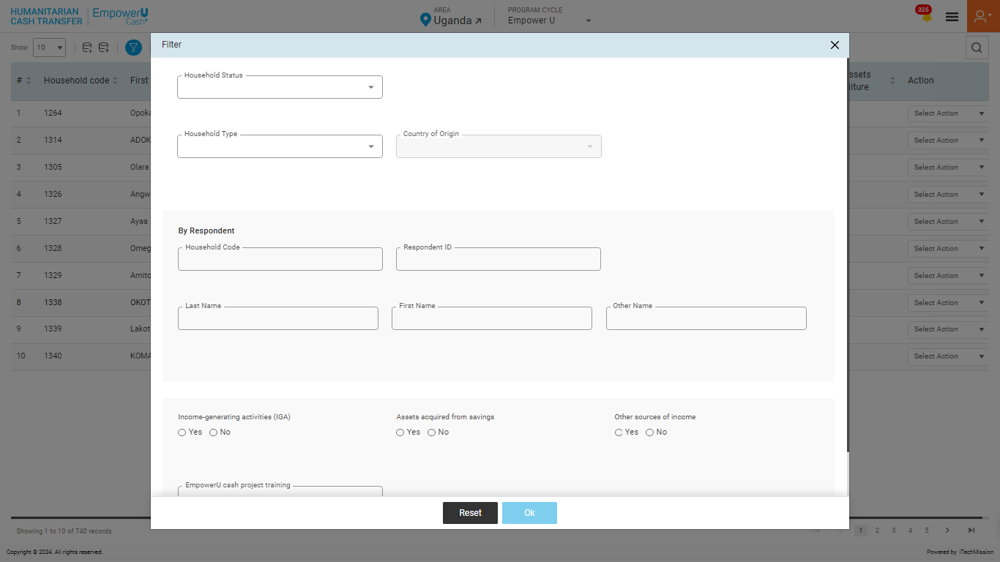 HUMANITARIAN
CASH TRANSFER
EmpowerU
Cash+
AREA
Uganda
PROGRAM CYCLE
Empower U
325
Show
10
Filter
# Household code First
ssets
liture
Action
1 1264 Opoka Select Action
2 1314 ADOK Select Action
3 1305 Olara Select Action
4 1326 Angw Select Action
5 1327 Ayaa Select Action
6 1328 Omeg Select Action
7 1329 Amito Select Action
8 1338 OKOT Select Action
9 1339 Lakot Select Action
10 1340 KOMA Select Action
Household Status
Household Type
Country of Origin
By Respondent
Household Code
Respondent ID
Last Name
First Name
Other Name
Income-generating activities (IGA)
Yes No
Assets acquired from savings
Yes No
Other sources of income
Yes No
EmpowerU cash project training
Reset
Ok
Showing 1 to 10 of 740 records
1 2 3 4 5
Copyright © 2024. All rights reserved.
Powered by iTechMission